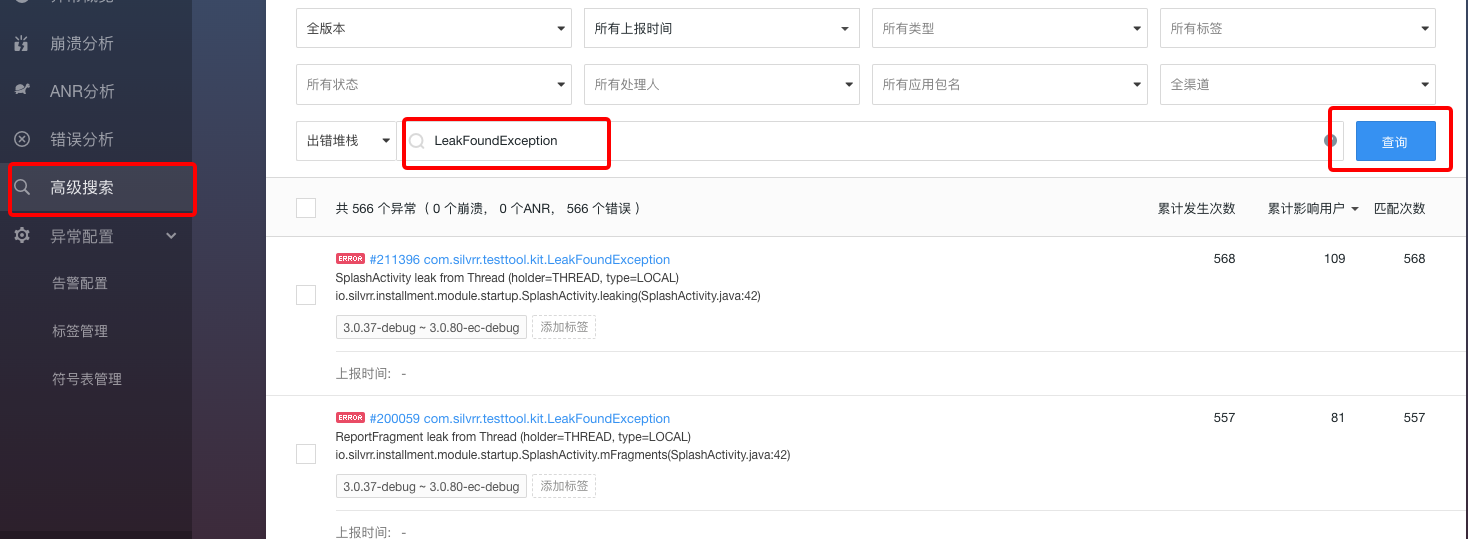 全版本
所有上报时间
所有类型
所有标签
崩溃分析
ANR分析
所有状态
所有处理人
所有应用包名
全渠道
错误分析
出错堆栈
LeakFoundException
查询
高级搜索
共 566 个异常（ 0 个崩溃， 0 个ANR， 566 个错误 ）
累计发生次数
累计影响用户
匹配次数
异常配置
ERROR #211396 com.silvrr.testtool.kit.LeakFoundException
568
109
568
SplashActivity leak from Thread (holder=THREAD, type=LOCAL)
io.silvrr.installment.module.startup.SplashActivity.leaking(SplashActivity.java:42)
告警配置
3.0.37-debug ~ 3.0.80-ec-debug
添加标签
标签管理
上报时间： -
符号表管理
ERROR #200059 com.silvrr.testtool.kit.LeakFoundException
557
81
557
ReportFragment leak from Thread (holder=THREAD, type=LOCAL)
io.silvrr.installment.module.startup.SplashActivity.mFragments(SplashActivity.java:42)
3.0.37-debug ~ 3.0.80-ec-debug
添加标签
上报时间： -